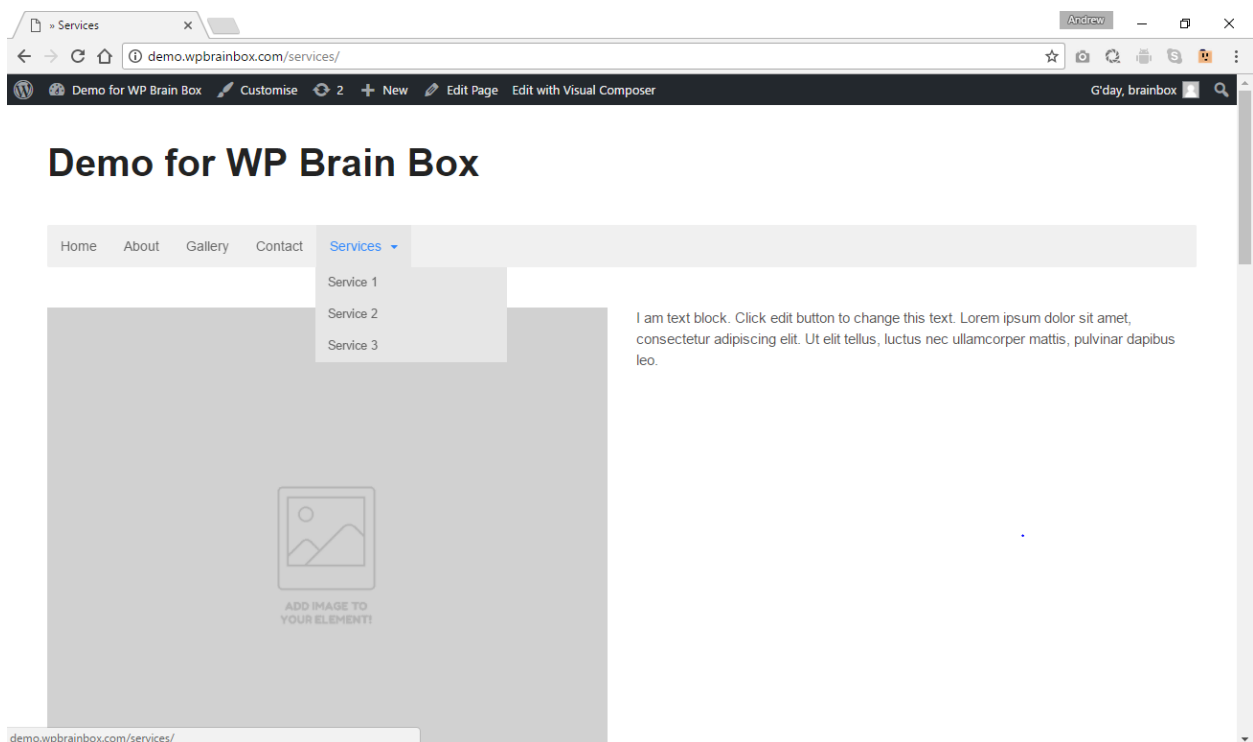 » Services
Andrew
demo.wpbrainbox.com/services/
Demo for WP Brain Box Customise 2 New Edit Page Edit with Visual Composer G'day, brainbox
Demo for WP Brain Box
Home About Gallery Contact Services
Service 1
Service 2
Service 3
I am text block. Click edit button to change this text. Lorem ipsum dolor sit amet,
consectetur adipiscing elit. Ut elit tellus, luctus nec ullamcorper mattis, pulvinar dapibus
leo.
ADD IMAGE TO
YOUR ELEMENT!
demo.wpbrainbox.com/services/